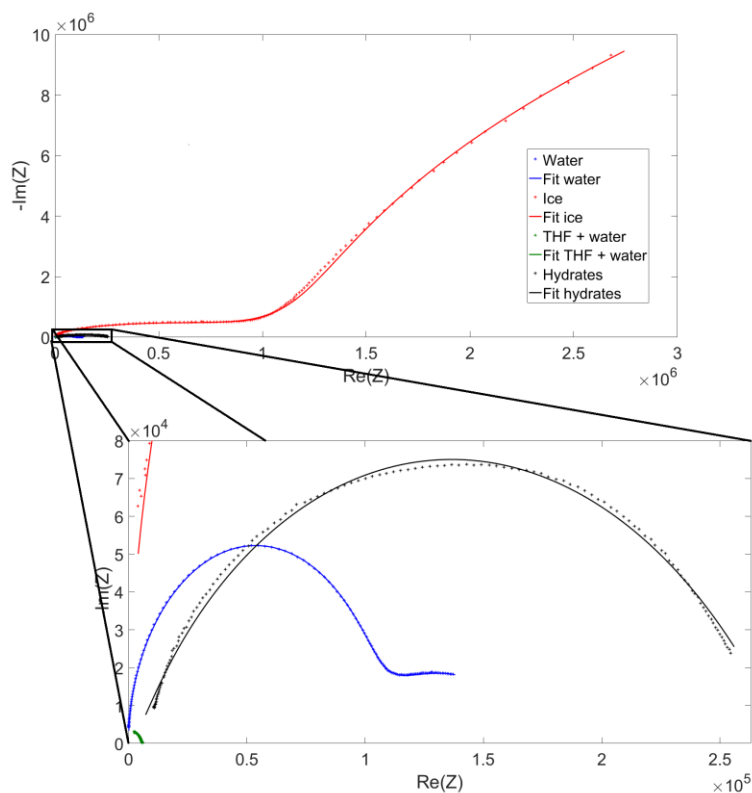 × 10⁶
10
8
6
4
2
0
-Im(Z)
Water
Fit water
Ice
Fit ice
THF + water
Fit THF + water
Hydrates
Fit hydrates
0 0.5 1 1.5 2 2.5 3
Re(Z)
× 10⁶
× 10⁴
8
7
6
5
4
3
2
1
0
Im(Z)
0 0.5 1 1.5 2 2.5
Re(Z)
× 10⁵